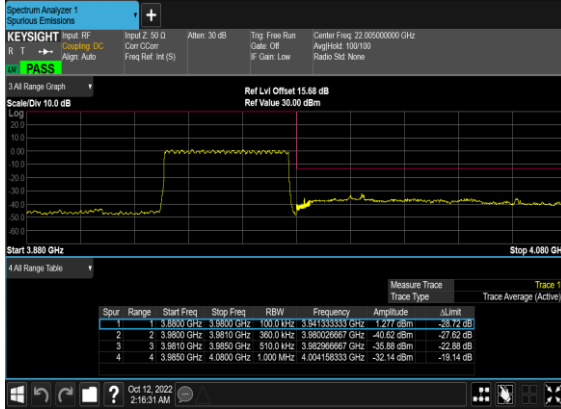 Spectrum Analyzer 1
Spurious Emissions
+
KEYSIGHT Input: RF Input Z: 50 Ω Atten: 30 dB Trig: Free Run Center Freq: 22.005000000 GHz
R T Coupling: DC Corr CCorr Gate: Off Avg|Hold: 100/100
Align: Auto Freq Ref: Int (S) IF Gain: Low Radio Std: None
LW PASS
3 All Range Graph
Ref Lvl Offset 15.68 dB
Scale/Div 10.0 dB Ref Value 30.00 dBm
Log
20.0
10.0
0.00
-10.0
-20.0
-30.0
-40.0
-50.0
-60.0
Start 3.880 GHz Stop 4.080 GHz
4 All Range Table
Measure Trace Trace 1
Trace Type Trace Average (Active)
Spur Range Start Freq Stop Freq RBW Frequency Amplitude ΔLimit
1 1 3.8800 GHz 3.9800 GHz 100.0 kHz 3.941333333 GHz 1.277 dBm -28.72 dB
2 2 3.9800 GHz 3.9810 GHz 360.0 kHz 3.980026667 GHz -40.62 dBm -27.62 dB
3 3 3.9810 GHz 3.9850 GHz 510.0 kHz 3.982966667 GHz -35.88 dBm -22.88 dB
4 4 3.9850 GHz 4.0800 GHz 1.000 MHz 4.004158333 GHz -32.14 dBm -19.14 dB
? Oct 12, 2022
2:16:31 AM